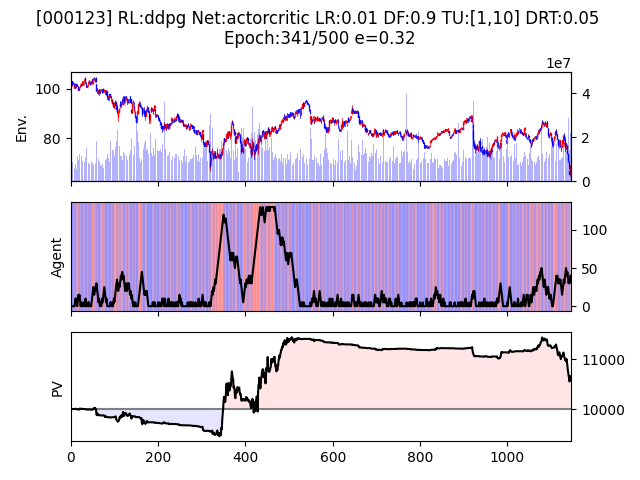 [000123] RL:ddpg Net:actorcritic LR:0.01 DF:0.9 TU:[1,10] DRT:0.05
Epoch:341/500 e=0.32
1e7
100
80
Env.
4
2
0
Agent
100
50
0
PV
11000
10000
0
200
400
600
800
1000